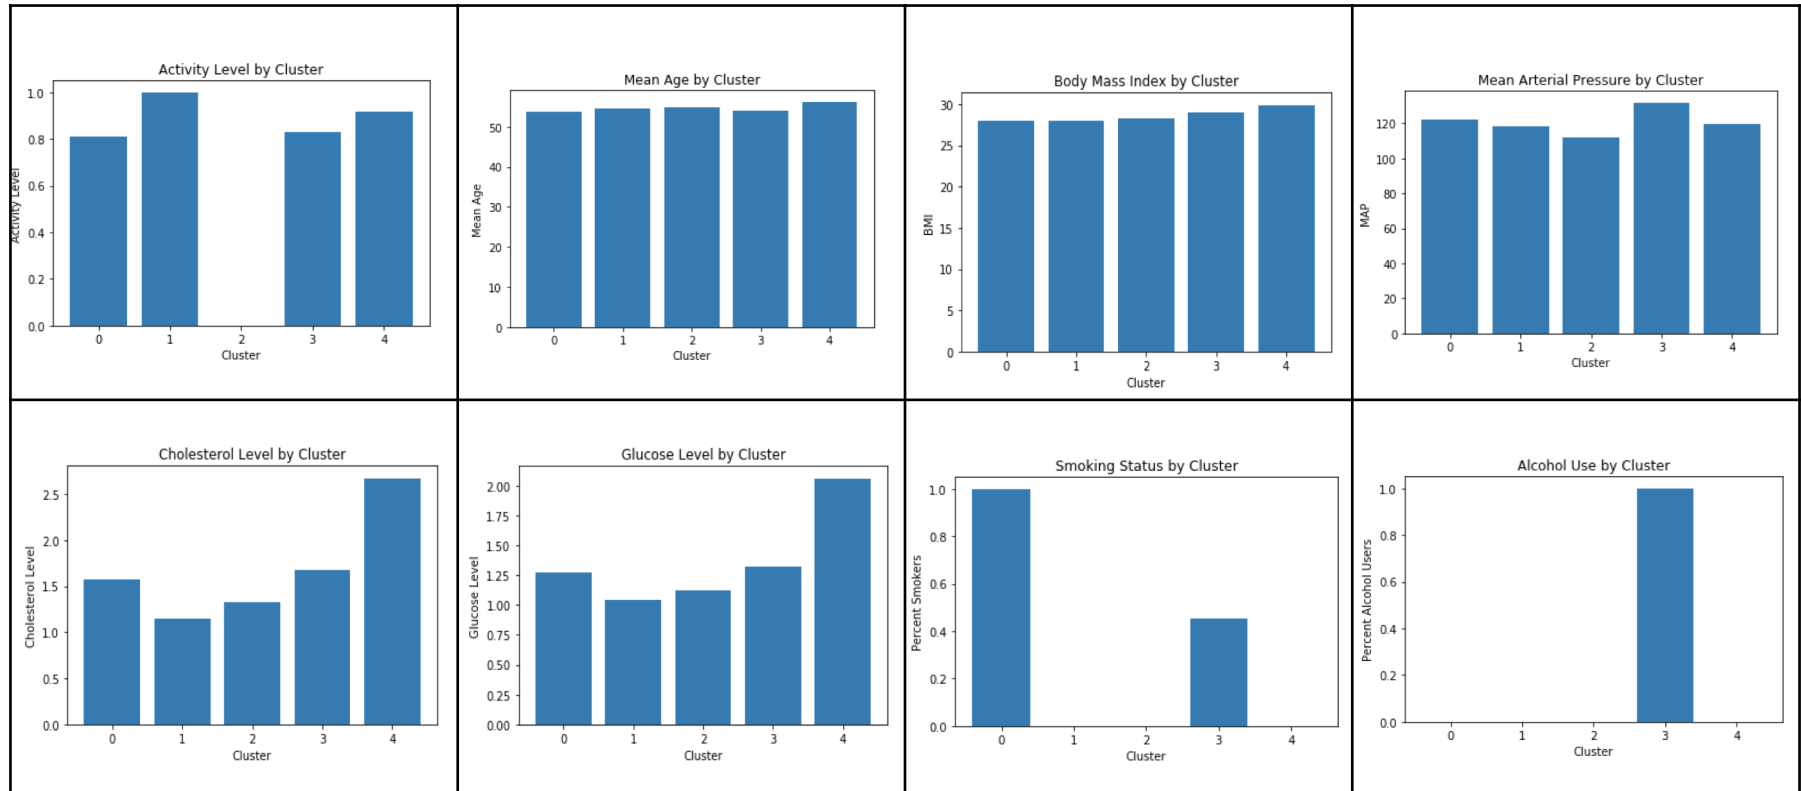 Activity Level by Cluster
1.0
0.8
0.6
0.4
0.2
0.0
Activity Level
0 1 2 3 4
Cluster
Mean Age by Cluster
50
40
30
20
10
0
Mean Age
0 1 2 3 4
Cluster
Body Mass Index by Cluster
30
25
20
15
10
5
0
BMI
0 1 2 3 4
Cluster
Mean Arterial Pressure by Cluster
120
100
80
60
40
20
0
MAP
0 1 2 3 4
Cluster
Cholesterol Level by Cluster
2.5
2.0
1.5
1.0
0.5
0.0
Cholesterol Level
0 1 2 3 4
Cluster
Glucose Level by Cluster
2.00
1.75
1.50
1.25
1.00
0.75
0.50
0.25
0.00
Glucose Level
0 1 2 3 4
Cluster
Smoking Status by Cluster
1.0
0.8
0.6
0.4
0.2
0.0
Percent Smokers
0 1 2 3 4
Cluster
Alcohol Use by Cluster
1.0
0.8
0.6
0.4
0.2
0.0
Percent Alcohol Users
0 1 2 3 4
Cluster